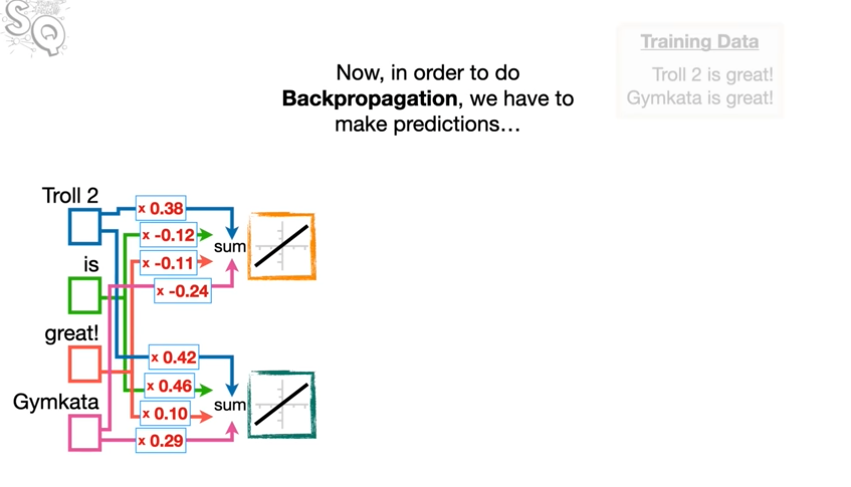 SQ
Now, in order to do
Backpropagation, we have to
make predictions…
Training Data
Troll 2 is great!
Gymkata is great!
Troll 2
x 0.38
x -0.12
sum
is
x -0.11
x -0.24
great!
x 0.42
x 0.46
Gymkata
sum
x 0.10
x 0.29